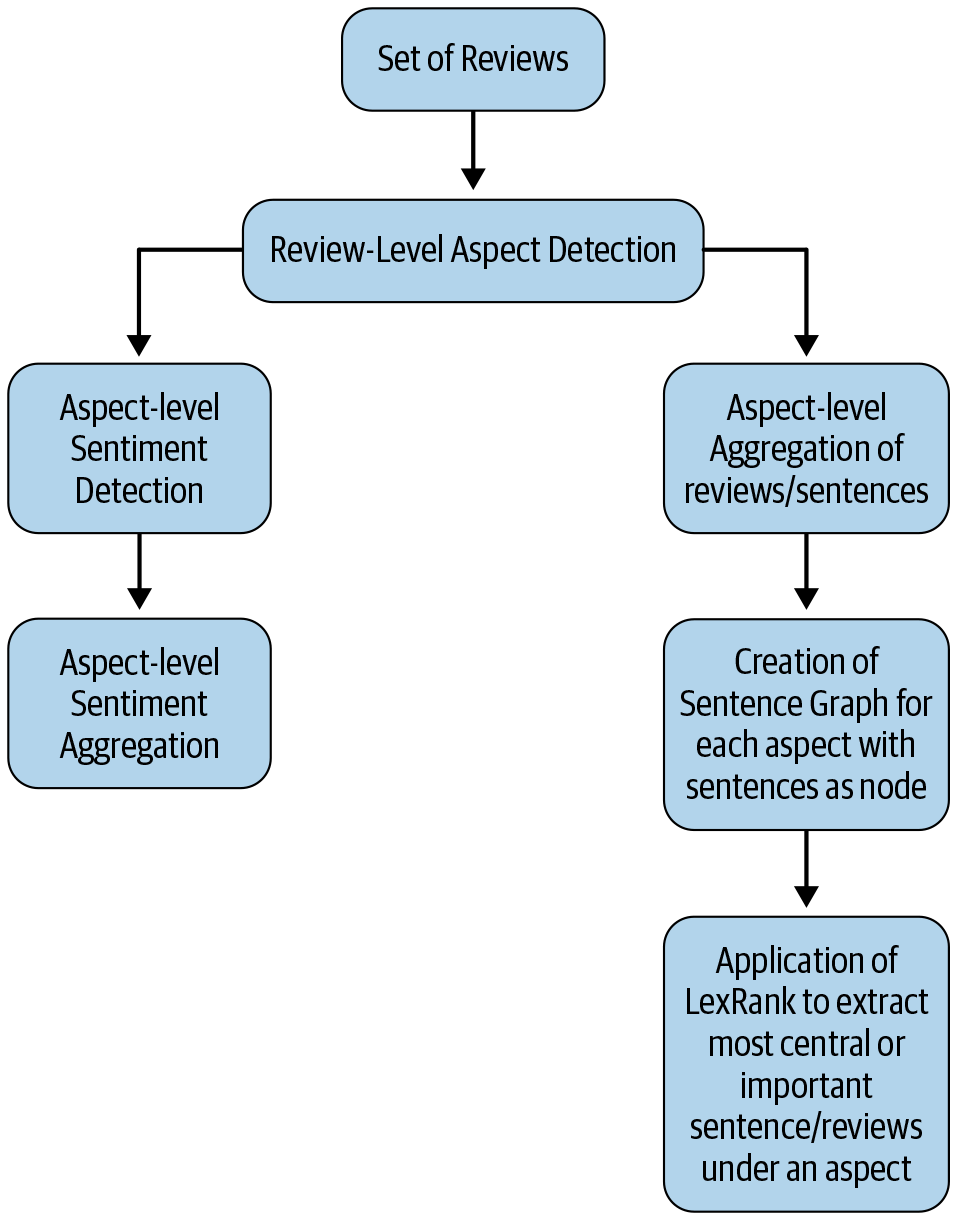 Set of Reviews
Review-Level Aspect Detection
Aspect-level
Sentiment
Detection
Aspect-level
Sentiment
Aggregation
Aspect-level
Aggregation of
reviews/sentences
Creation of
Sentence Graph for
each aspect with
sentences as node
Application of
LexRank to extract
most central or
important
sentence/reviews
under an aspect